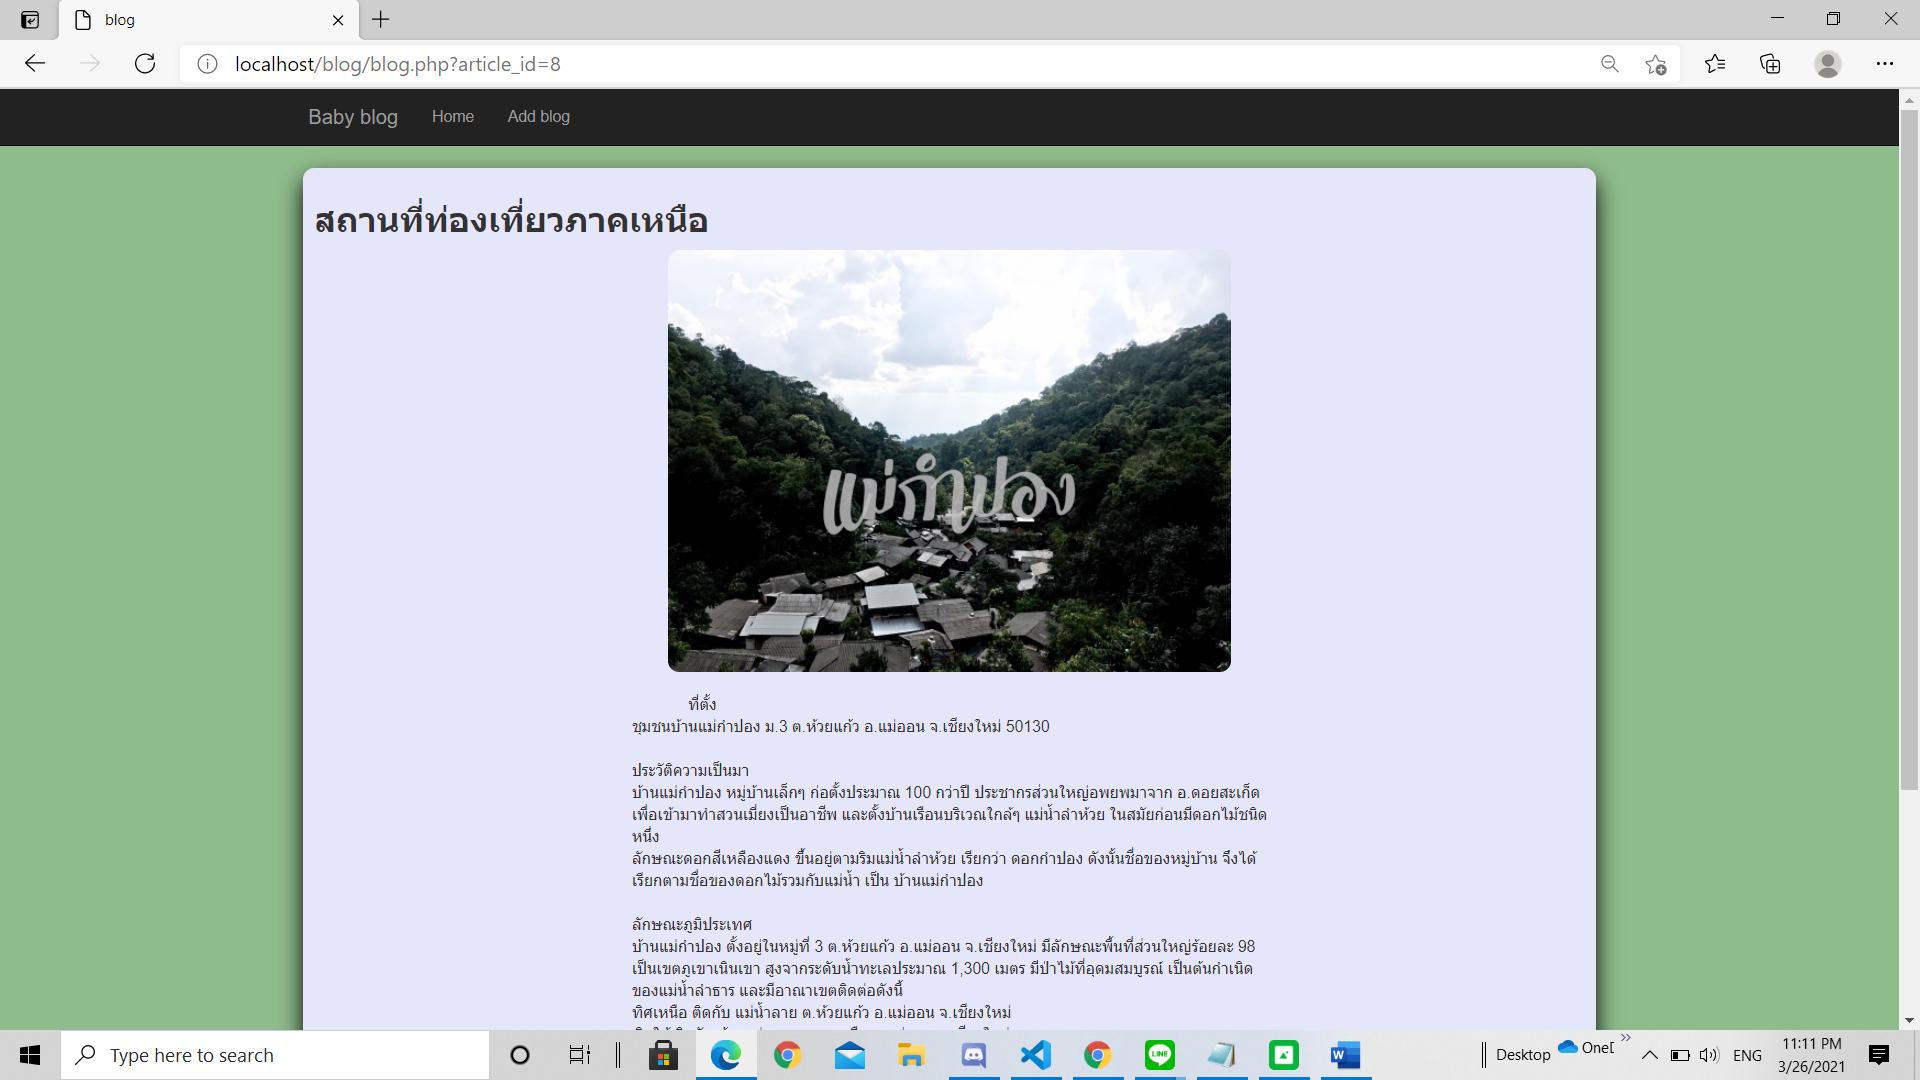 blog
localhost/blog/blog.php?article_id=8
Baby blog Home Add blog
สถานที่ท่องเที่ยวภาคเหนือ
แม่กำปอง
ที่ตั้ง
ชุมชนบ้านแม่กำปอง ม.3 ต.ห้วยแก้ว อ.แม่ออน จ.เชียงใหม่ 50130
ประวัติความเป็นมา
บ้านแม่กำปอง หมู่บ้านเล็กๆ ก่อตั้งประมาณ 100 กว่าปี ประชากรส่วนใหญ่อพยพมาจาก อ.ดอยสะเก็ด
เพื่อเข้ามาทำสวนเมี่ยงเป็นอาชีพ และตั้งบ้านเรือนบริเวณใกล้ๆ แม่น้ำลำห้วย ในสมัยก่อนมีดอกไม้ชนิด
หนึ่ง
ลักษณะดอกสีเหลืองแดง ขึ้นอยู่ตามริมแม่น้ำลำห้วย เรียกว่า ดอกกำปอง ดังนั้นชื่อของหมู่บ้าน จึงได้
เรียกตามชื่อของดอกไม้รวมกับแม่น้ำ เป็น บ้านแม่กำปอง
ลักษณะภูมิประเทศ
บ้านแม่กำปอง ตั้งอยู่ในหมู่ที่ 3 ต.ห้วยแก้ว อ.แม่ออน จ.เชียงใหม่ มีลักษณะพื้นที่ส่วนใหญ่ร้อยละ 98
เป็นเขตภูเขาเนินเขา สูงจากระดับน้ำทะเลประมาณ 1,300 เมตร มีป่าไม้ที่อุดมสมบูรณ์ เป็นต้นกำเนิด
ของแม่น้ำลำธาร และมีอาณาเขตติดต่อดังนี้
ทิศเหนือ ติดกับ แม่น้ำลาย ต.ห้วยแก้ว อ.แม่ออน จ.เชียงใหม่
Type here to search
LINE
Desktop
OneD
ENG
11:11 PM
3/26/2021